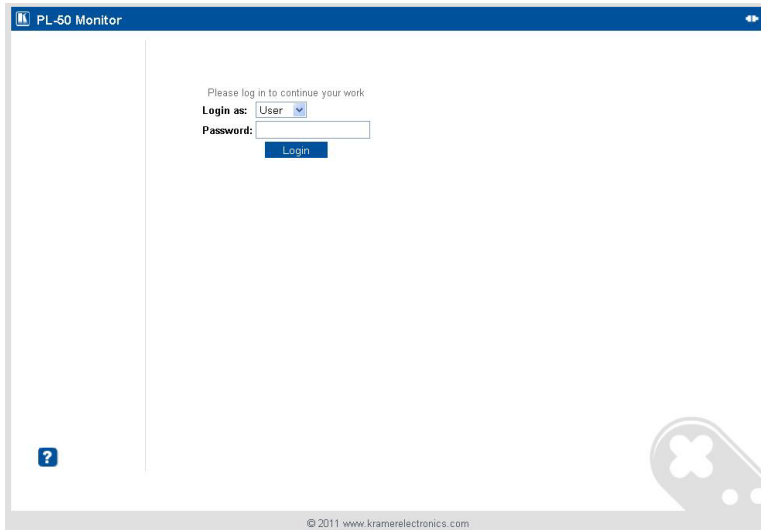 PL-50 Monitor
Please log in to continue your work
Login as: User
Password:
Login
?
© 2011 www.kramerelectronics.com